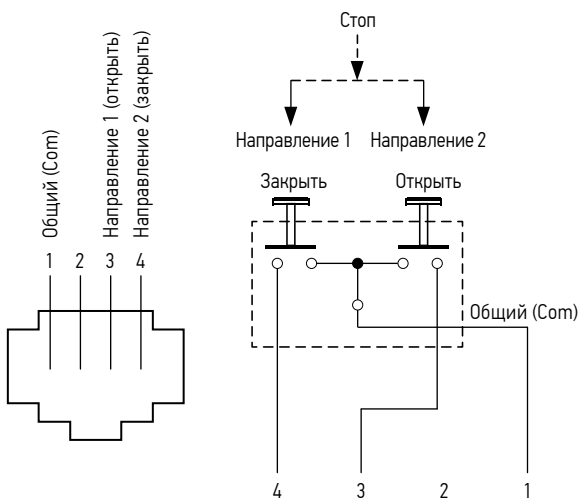 Общий (Com)
Направление 1 (открыть)
Направление 2 (закрыть)
1 2 3 4
Стоп
Направление 1 Направление 2
Закрыть Открыть
Общий (Com)
4 3 2 1